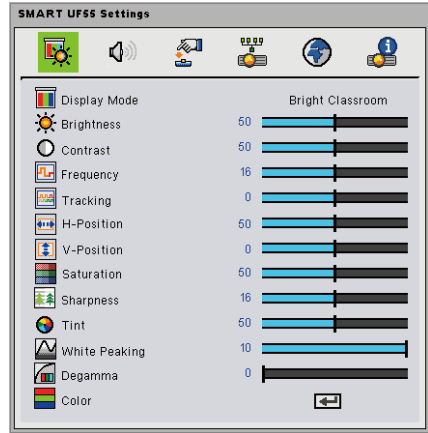 SMART UF55 Settings
Display Mode Bright Classroom
Brightness 50
Contrast 50
Frequency 16
Tracking 0
H-Position 50
V-Position 0
Saturation 50
Sharpness 16
Tint 50
White Peaking 10
Degamma 0
Color